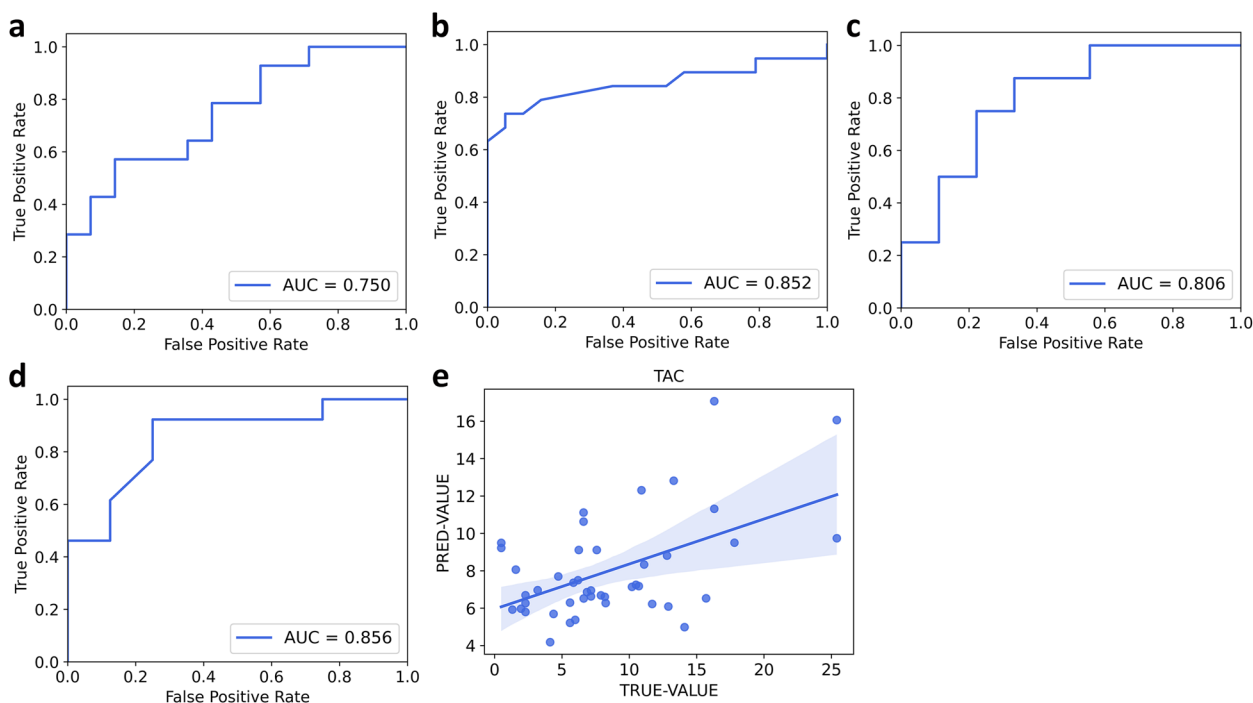 a
1.0
0.8
0.6
0.4
0.2
0.0
True Positive Rate
AUC = 0.750
0.0 0.2 0.4 0.6 0.8 1.0
False Positive Rate
b
1.0
0.8
0.6
0.4
0.2
0.0
True Positive Rate
AUC = 0.852
0.0 0.2 0.4 0.6 0.8 1.0
False Positive Rate
c
1.0
0.8
0.6
0.4
0.2
0.0
True Positive Rate
AUC = 0.806
0.0 0.2 0.4 0.6 0.8 1.0
False Positive Rate
d
1.0
0.8
0.6
0.4
0.2
0.0
True Positive Rate
AUC = 0.856
0.0 0.2 0.4 0.6 0.8 1.0
False Positive Rate
e
TAC
16
14
12
10
8
6
4
PRED-VALUE
0 5 10 15 20 25
TRUE-VALUE